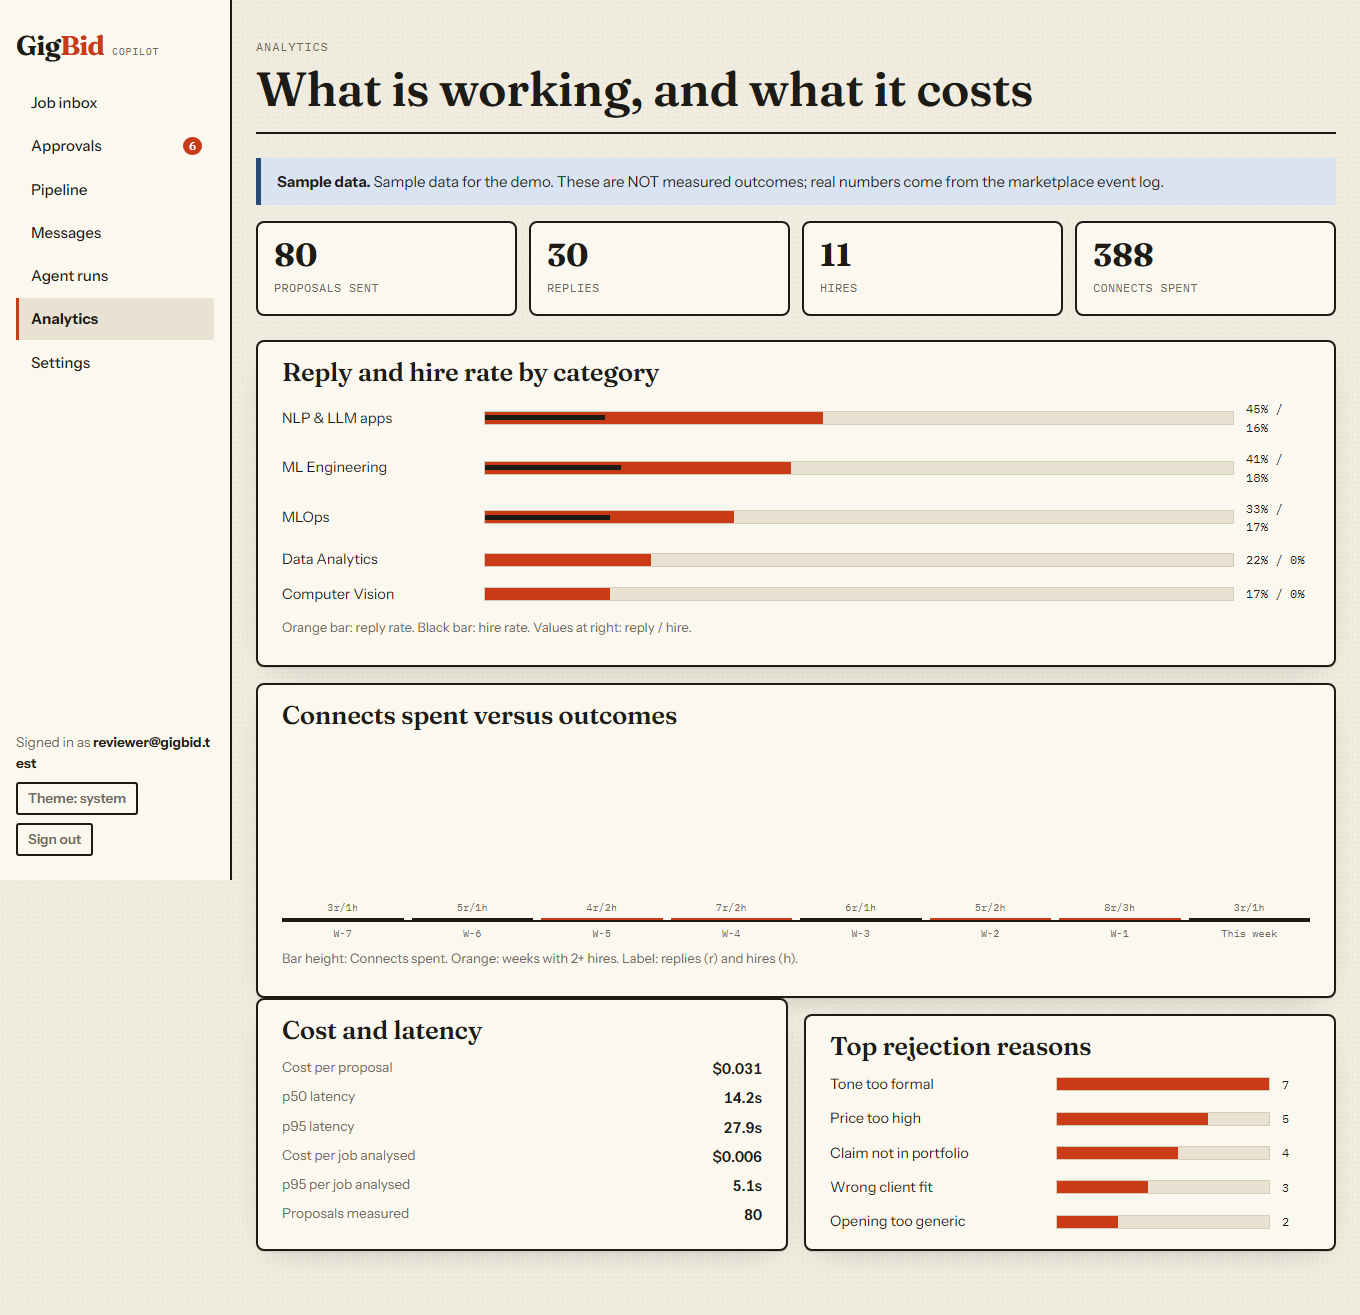 GigBid COPILOT
Job inbox
Approvals 6
Pipeline
Messages
Agent runs
Analytics
Settings
Signed in as reviewer@gigbid.t
est
Theme: system
Sign out
ANALYTICS
What is working, and what it costs
Sample data. Sample data for the demo. These are NOT measured outcomes; real numbers come from the marketplace event log.
80
PROPOSALS SENT
30
REPLIES
11
HIRES
388
CONNECTS SPENT
Reply and hire rate by category
NLP & LLM apps 45% /
16%
ML Engineering 41% /
18%
MLOps 33% /
17%
Data Analytics 22% / 0%
Computer Vision 17% / 0%
Orange bar: reply rate. Black bar: hire rate. Values at right: reply / hire.
Connects spent versus outcomes
3r/1h 5r/1h 4r/2h 7r/2h 6r/1h 5r/2h 8r/3h 3r/1h
W-7 W-6 W-5 W-4 W-3 W-2 W-1 This week
Bar height: Connects spent. Orange: weeks with 2+ hires. Label: replies (r) and hires (h).
Cost and latency
Cost per proposal $0.031
p50 latency 14.2s
p95 latency 27.9s
Cost per job analysed $0.006
p95 per job analysed 5.1s
Proposals measured 80
Top rejection reasons
Tone too formal 7
Price too high 5
Claim not in portfolio 4
Wrong client fit 3
Opening too generic 2